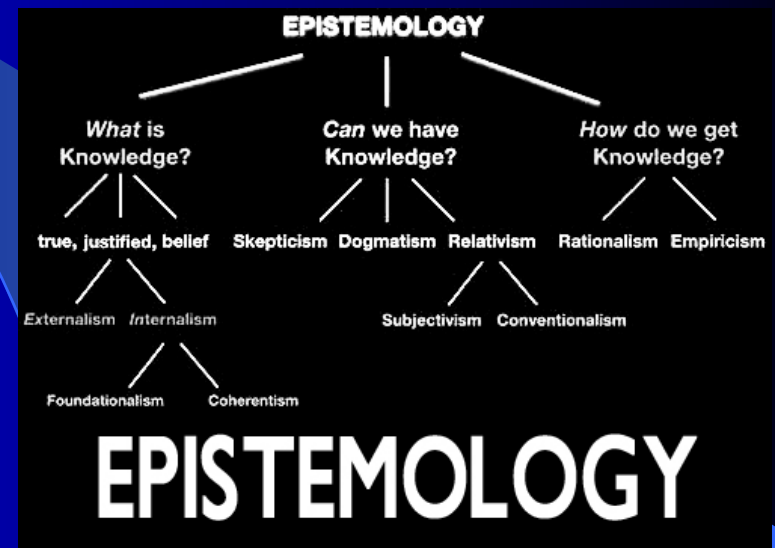 EPISTEMOLOGY
What is Knowledge?
Can we have Knowledge?
How do we get Knowledge?
true, justified, belief
Skepticism Dogmatism Relativism
Rationalism Empiricism
Externalism Internalism
Subjectivism Conventionalism
Foundationalism Coherentism
EPISTEMOLOGY